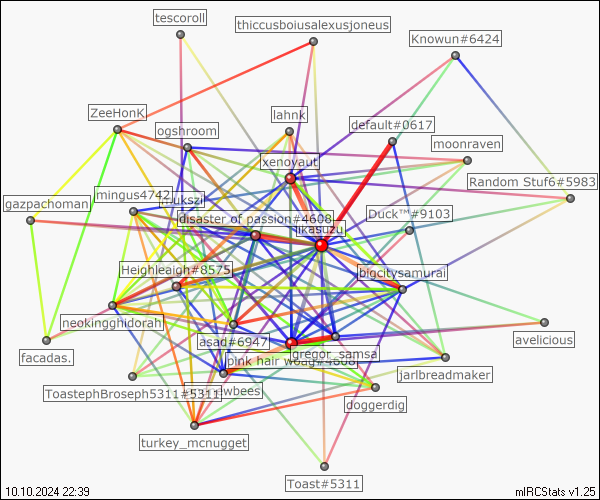 tescoroll
thiccusboiusalexusjoneus
Knowun#6424
ZeeHonK
lahnk
default#0617
ogshroom
moonraven
xenoyaut
Random Stuf6#5983
mingus4742
gazpachoman
Duck™#9103
disaster of passion#4608
likasuzu
Heighleaigh#8575
bigcitysamurai
neokingghidorah
asad#6947
avelicious
facadas.
gregor_samsa
pink hair woag#4808
jarlbreadmaker
ToastephBroseph5311#5311
doggerdig
turkey_mcnugget
Toast#5311
10.10.2024 22:39
mIRCStats v1.25